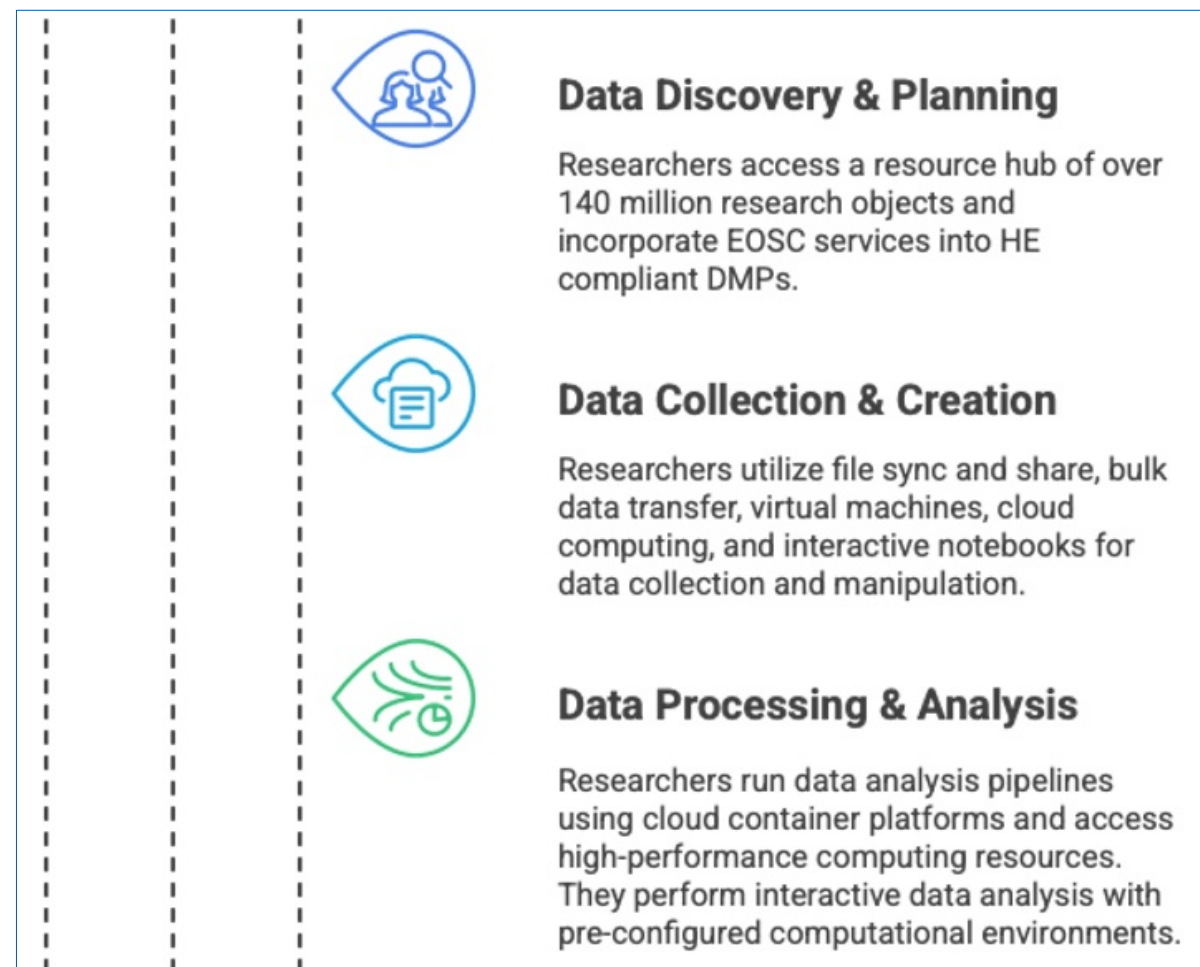 Data Discovery & Planning
Researchers access a resource hub of over
140 million research objects and
incorporate EOSC services into HE
compliant DMPs.
Data Collection & Creation
Researchers utilize file sync and share, bulk
data transfer, virtual machines, cloud
computing, and interactive notebooks for
data collection and manipulation.
Data Processing & Analysis
Researchers run data analysis pipelines
using cloud container platforms and access
high-performance computing resources.
They perform interactive data analysis with
pre-configured computational environments.